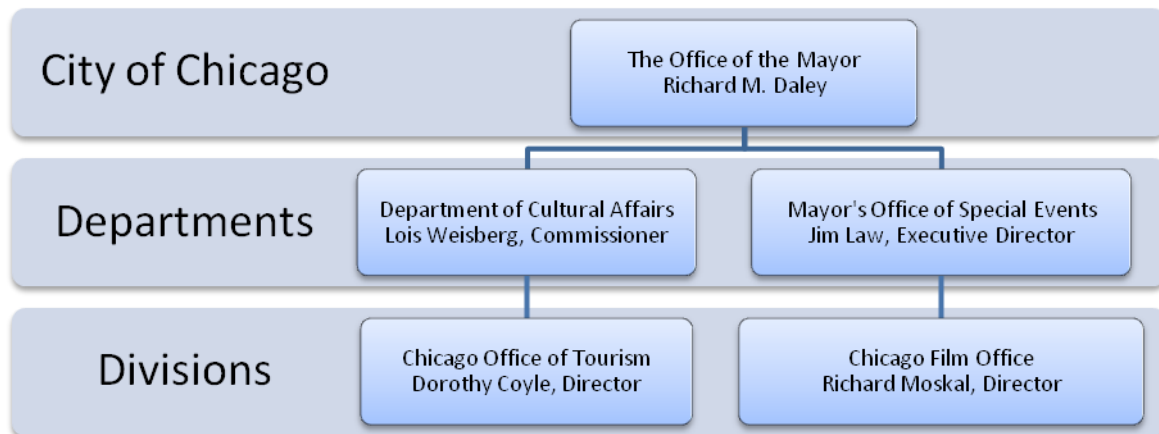 City of Chicago
The Office of the Mayor
Richard M. Daley
Departments
Department of Cultural Affairs
Lois Weisberg, Commissioner
Mayor's Office of Special Events
Jim Law, Executive Director
Divisions
Chicago Office of Tourism
Dorothy Coyle, Director
Chicago Film Office
Richard Moskal, Director